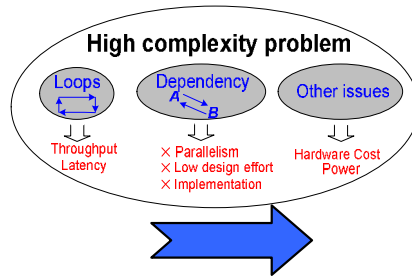 High complexity problem
Loops
Dependency
A
B
Other issues
Throughput
Latency
× Parallelism
× Low design effort
× Implementation
Hardware Cost
Power